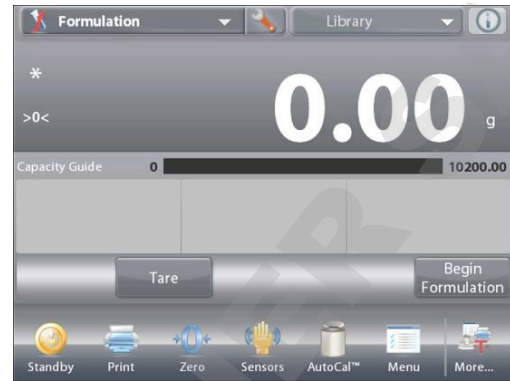 Formulation
Library
*
>0<
0.00 g
Capacity Guide 0 10200.00
Tare
Begin
Formulation
Standby Print Zero Sensors AutoCal™ Menu More...